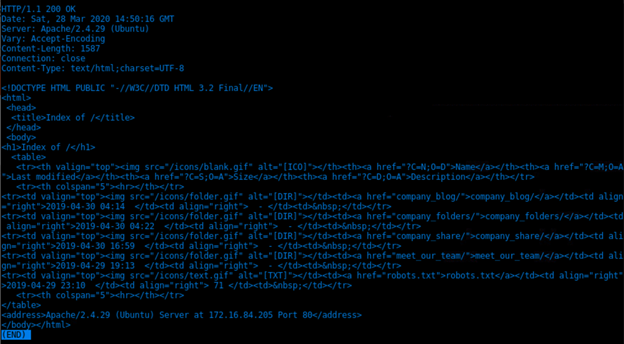 HTTP/1.1 200 OK
Date: Sat, 28 Mar 2020 14:50:16 GMT
Server: Apache/2.4.29 (Ubuntu)
Vary: Accept-Encoding
Content-Length: 1587
Connection: close
Content-Type: text/html;charset=UTF-8
<!DOCTYPE HTML PUBLIC "-//W3C//DTD HTML 3.2 Final//EN">
<html>
<head>
<title>Index of /</title>
</head>
<body>
<h1>Index of /</h1>
<table>
<tr><th valign="top"><img src="/icons/blank.gif" alt="[ICO]"></th><th><a href="?C=N;O=D">Name</a></th><th><a href="?C=M;O=A
">Last modified</a></th><th><a href="?C=S;O=A">Size</a></th><th><a href="?C=D;O=A">Description</a></th></tr>
<tr><th colspan="5"><hr></th></tr>
<tr><td valign="top"><img src="/icons/folder.gif" alt="[DIR]"></td><td><a href="company_blog/">company_blog/</a></td><td align
="right">2019-04-30 04:14  </td><td align="right">  - </td><td>&nbsp;</td></tr>
<tr><td valign="top"><img src="/icons/folder.gif" alt="[DIR]"></td><td><a href="company_folders/">company_folders/</a></td><td
align="right">2019-04-30 04:22  </td><td align="right">  - </td><td>&nbsp;</td></tr>
<tr><td valign="top"><img src="/icons/folder.gif" alt="[DIR]"></td><td><a href="company_share/">company_share/</a></td><td ali
gn="right">2019-04-30 16:59  </td><td align="right">  - </td><td>&nbsp;</td></tr>
<tr><td valign="top"><img src="/icons/folder.gif" alt="[DIR]"></td><td><a href="meet_our_team/">meet_our_team/</a></td><td ali
gn="right">2019-04-29 19:13  </td><td align="right">  - </td><td>&nbsp;</td></tr>
<tr><td valign="top"><img src="/icons/text.gif" alt="[TXT]"></td><td><a href="robots.txt">robots.txt</a></td><td align="right"
>2019-04-29 23:10  </td><td align="right"> 71 </td><td>&nbsp;</td></tr>
<tr><th colspan="5"><hr></th></tr>
</table>
<address>Apache/2.4.29 (Ubuntu) Server at 172.16.84.205 Port 80</address>
</body></html>
(END)